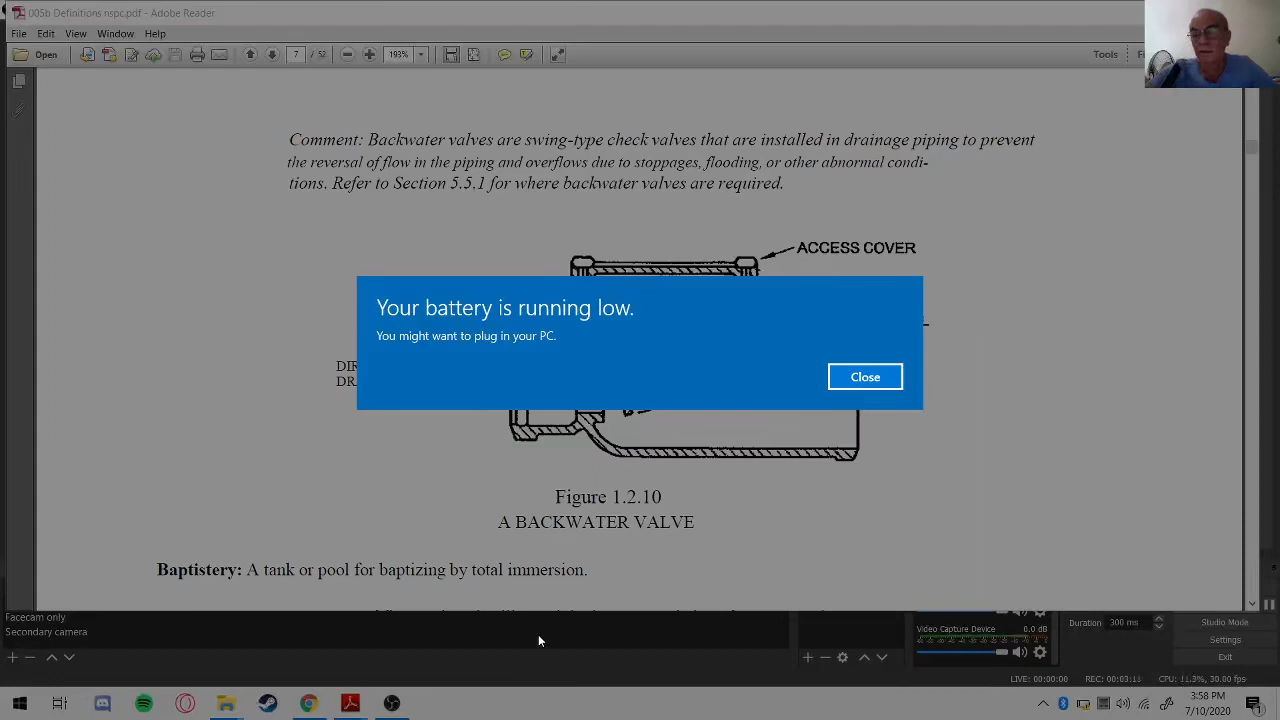 005b Definitions nspc.pdf - Adobe Reader
File Edit View Window Help
Open 7 / 52 193% Tools
Comment: Backwater valves are swing-type check valves that are installed in drainage piping to prevent
the reversal of flow in the piping and overflows due to stoppages, flooding, or other abnormal condi-
tions. Refer to Section 5.5.1 for where backwater valves are required.
ACCESS COVER
Your battery is running low.
You might want to plug in your PC.
Close
Figure 1.2.10
A BACKWATER VALVE
Baptistery: A tank or pool for baptizing by total immersion.
Facecam only
Secondary camera
Video Capture Device 0.0 dB
Duration 300 ms
Studio Mode
Settings
Exit
LIVE: 00:00:00 REC: 00:03:18 CPU: 11.3%, 30.00 fps
3:58 PM
7/10/2020